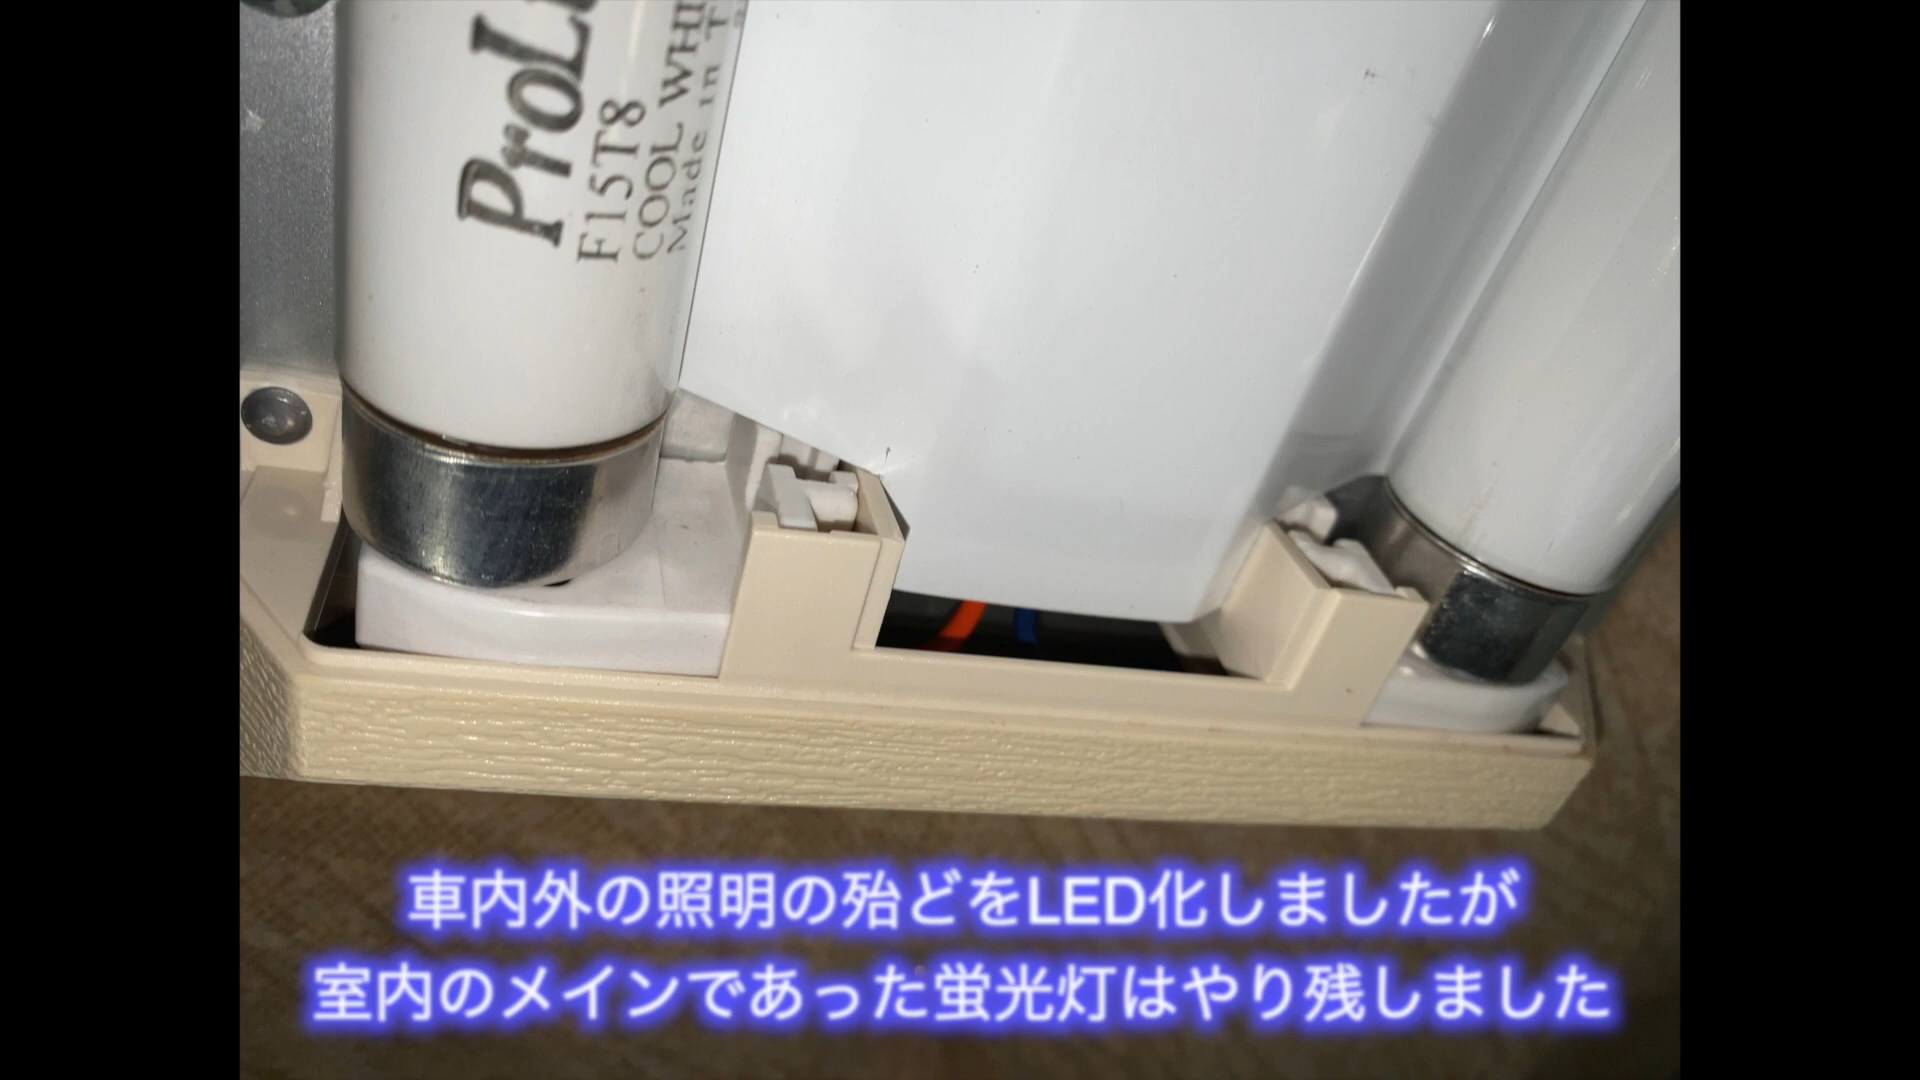 F15T8
COOL
Made in
車内外の照明の殆どをLED化しましたが
室内のメインであった蛍光灯はやり残しました